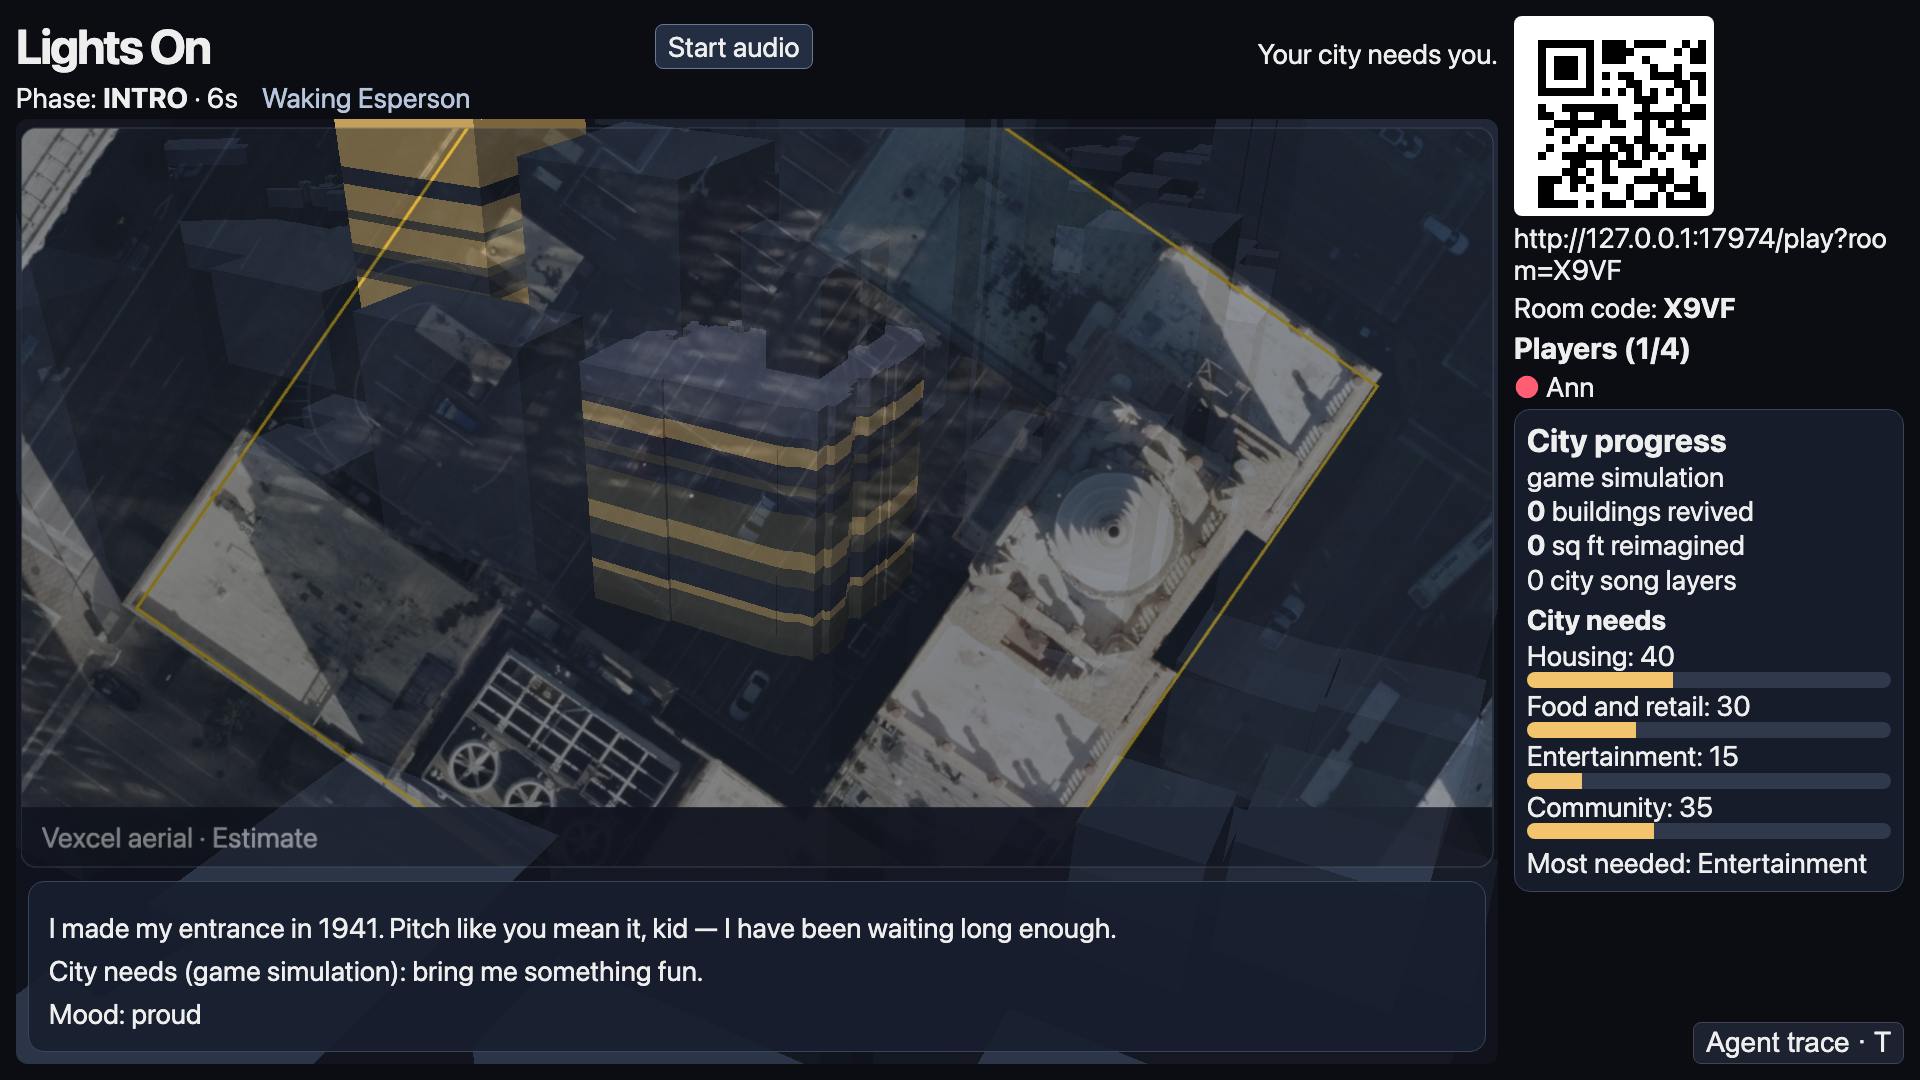 Lights On
Start audio
Your city needs you.
Phase: INTRO · 6s Waking Esperson
http://127.0.0.1:17974/play?roo
m=X9VF
Room code: X9VF
Players (1/4)
Ann
City progress
game simulation
0 buildings revived
0 sq ft reimagined
0 city song layers
City needs
Housing: 40
Food and retail: 30
Entertainment: 15
Community: 35
Most needed: Entertainment
Vexcel aerial · Estimate
I made my entrance in 1941. Pitch like you mean it, kid — I have been waiting long enough.
City needs (game simulation): bring me something fun.
Mood: proud
Agent trace · T